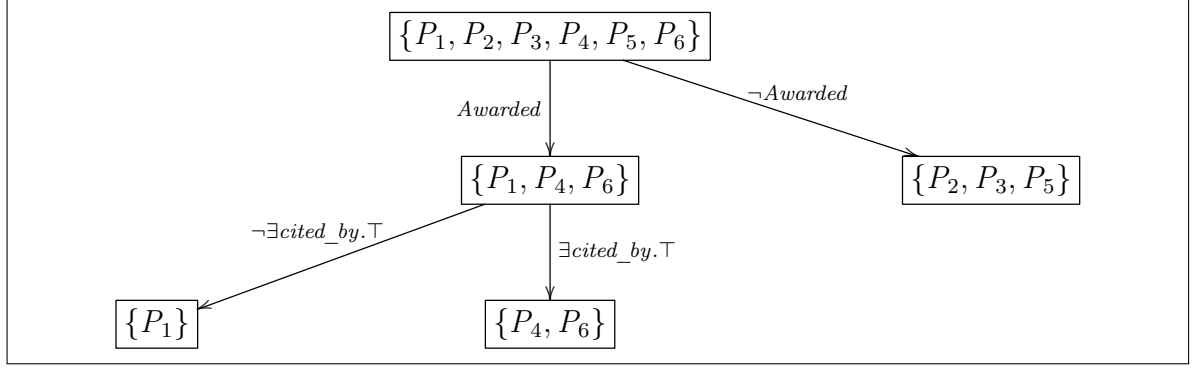 {P₁, P₂, P₃, P₄, P₅, P₆}
Awarded
¬Awarded
{P₁, P₄, P₆}
{P₂, P₃, P₅}
¬∃cited_by.⊤
∃cited_by.⊤
{P₁}
{P₄, P₆}